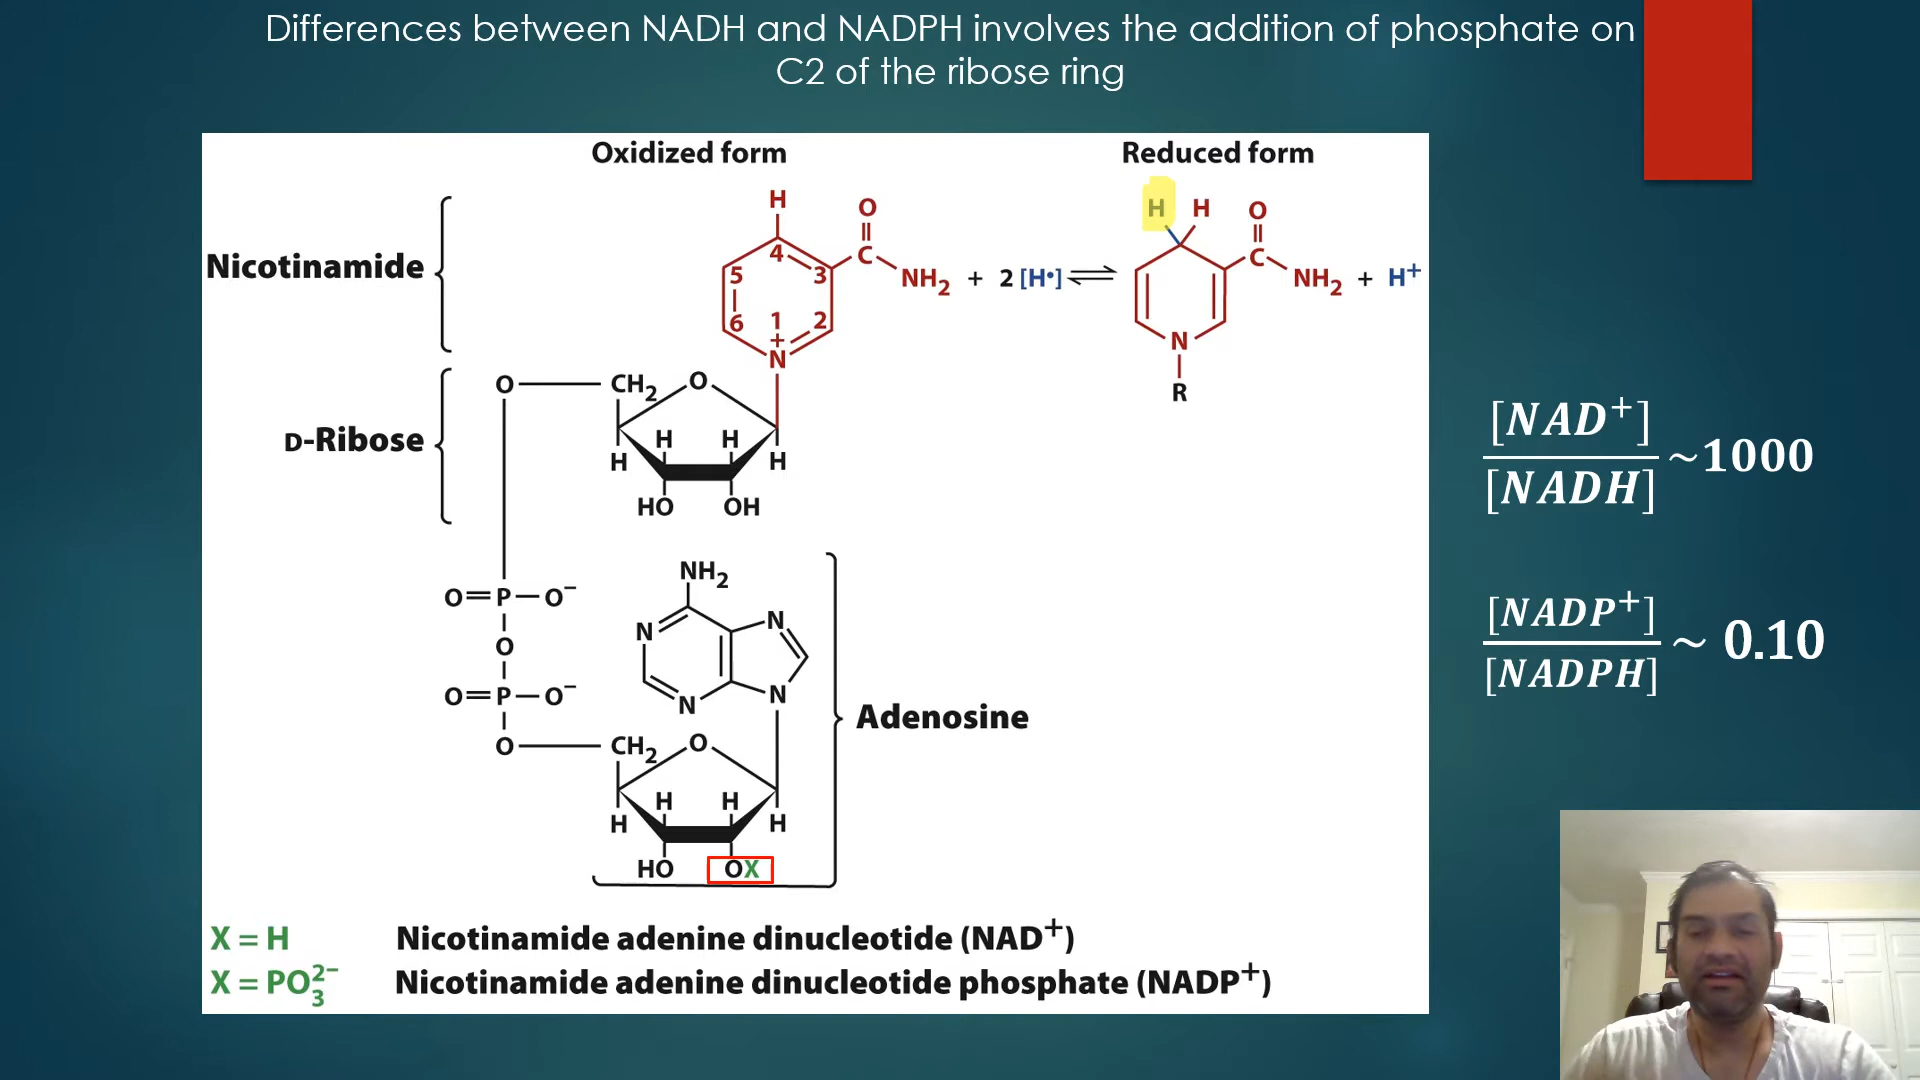 Differences between NADH and NADPH involves the addition of phosphate on
C2 of the ribose ring
Oxidized form
Reduced form
Nicotinamide
H
O
C
NH2
4
5
3
6
1
2
+
N
+ 2 [H•]
H H
O
C
NH2
+ H+
N
R
D-Ribose
O
CH2
O
H H
H H
HO OH
[NAD+]
[NADH]
~1000
O=P—O−
O
O=P—O−
O
NH2
N
N
N
N
Adenosine
[NADP+]
[NADPH]
~ 0.10
CH2
O
H H
H H
HO OX
X = H Nicotinamide adenine dinucleotide (NAD+)
X = PO3 2− Nicotinamide adenine dinucleotide phosphate (NADP+)